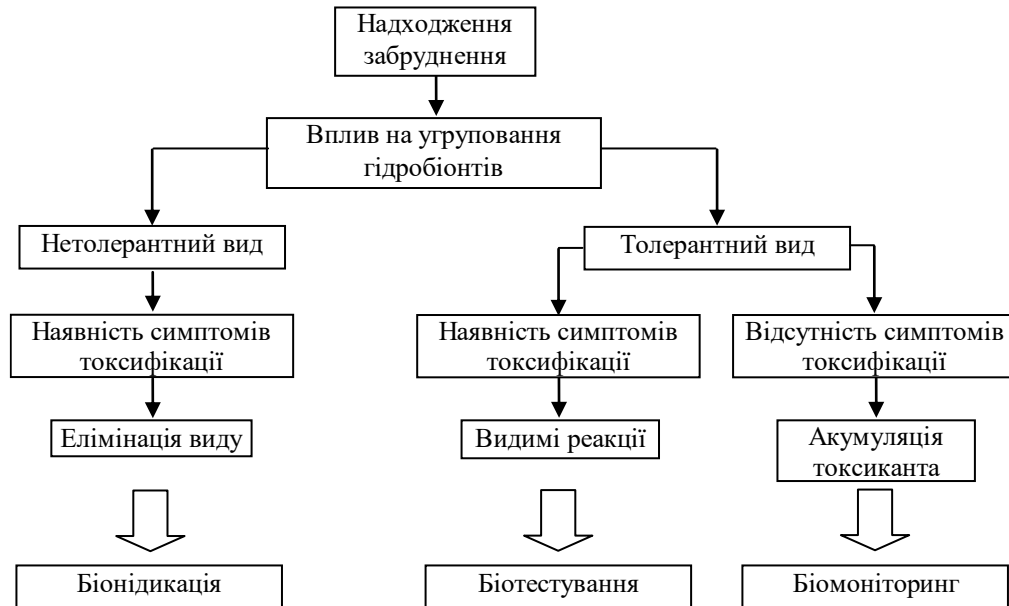 Надходження
забруднення
Вплив на угруповання
гідробіонтів
Нетолерантний вид
Толерантний вид
Наявність симптомів
токсифікації
Наявність симптомів
токсифікації
Відсутність симптомів
токсифікації
Елімінація виду
Видимі реакції
Акумуляція
токсиканта
Біонідикація
Біотестування
Біомоніторинг